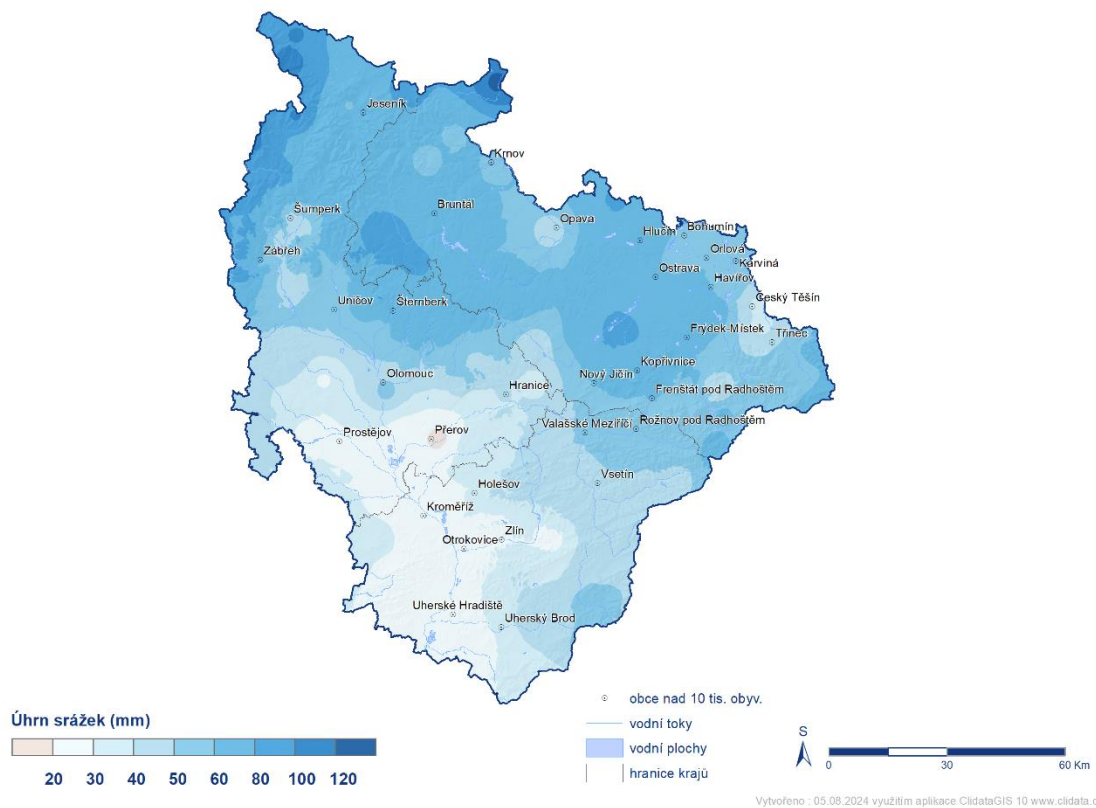 Jeseník
Krnov
Šumperk
Bruntál
Opava
Hlučín
Bohumín
Orlová
Zábřeh
Ostrava
Karviná
Havířov
Uničov
Šternberk
Český Těšín
Frýdek-Místek
Třinec
Kopřivnice
Olomouc
Hranice
Nový Jičín
Frenštát pod Radhoštěm
Prostějov
Přerov
Valašské Meziříčí
Rožnov pod Radhoštěm
Holešov
Vsetín
Kroměříž
Otrokovice
Zlín
Uherské Hradiště
Uherský Brod
Úhrn srážek (mm)
20 30 40 60 80 100 120
obce nad 10 tis. obyv.
vodní toky
vodní plochy
hranice krajů
S
0 30 60 Km
Vytvořeno : 05.08.2024 využitím aplikace ClidataGIS 10 www.clidata.c